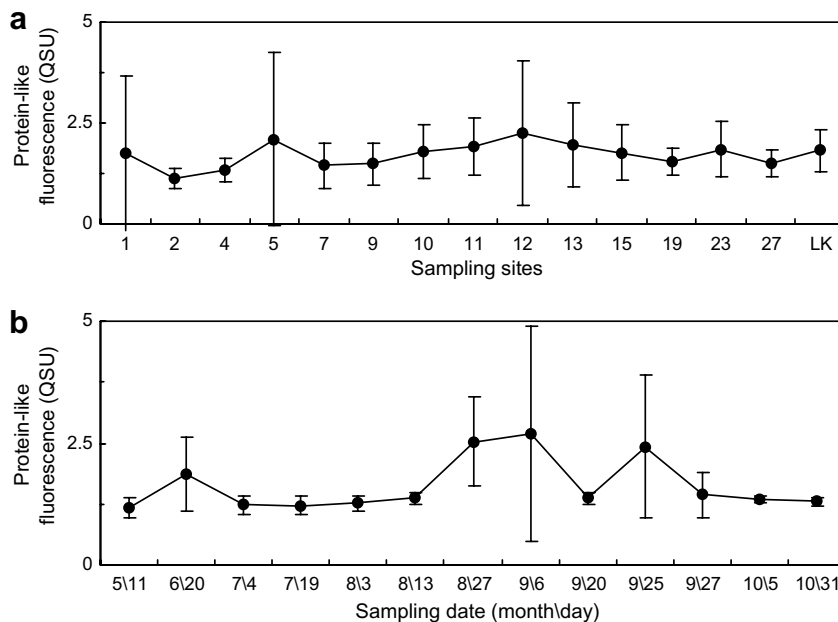 a
Protein-like
fluorescence (QSU)
5
2.5
0
1 2 4 5 7 9 10 11 12 13 15 19 23 27 LK
Sampling sites
b
Protein-like
fluorescence (QSU)
5
2.5
0
5\11 6\20 7\4 7\19 8\3 8\13 8\27 9\6 9\20 9\25 9\27 10\5 10\31
Sampling date (month\day)